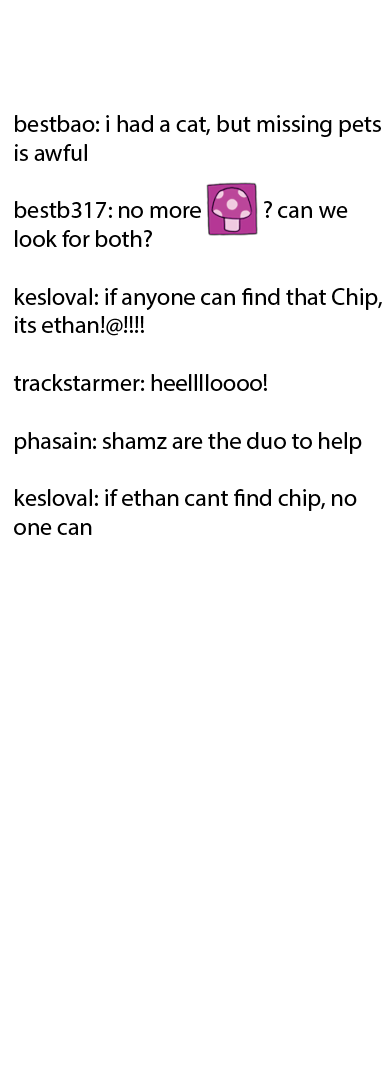 bestbao: i had a cat, but missing pets
is awful
bestb317: no more ? can we
look for both?
kesloval: if anyone can find that Chip,
its ethan!@!!!!
trackstarmer: heelllloooo!
phasain: shamz are the duo to help
kesloval: if ethan cant find chip, no
one can